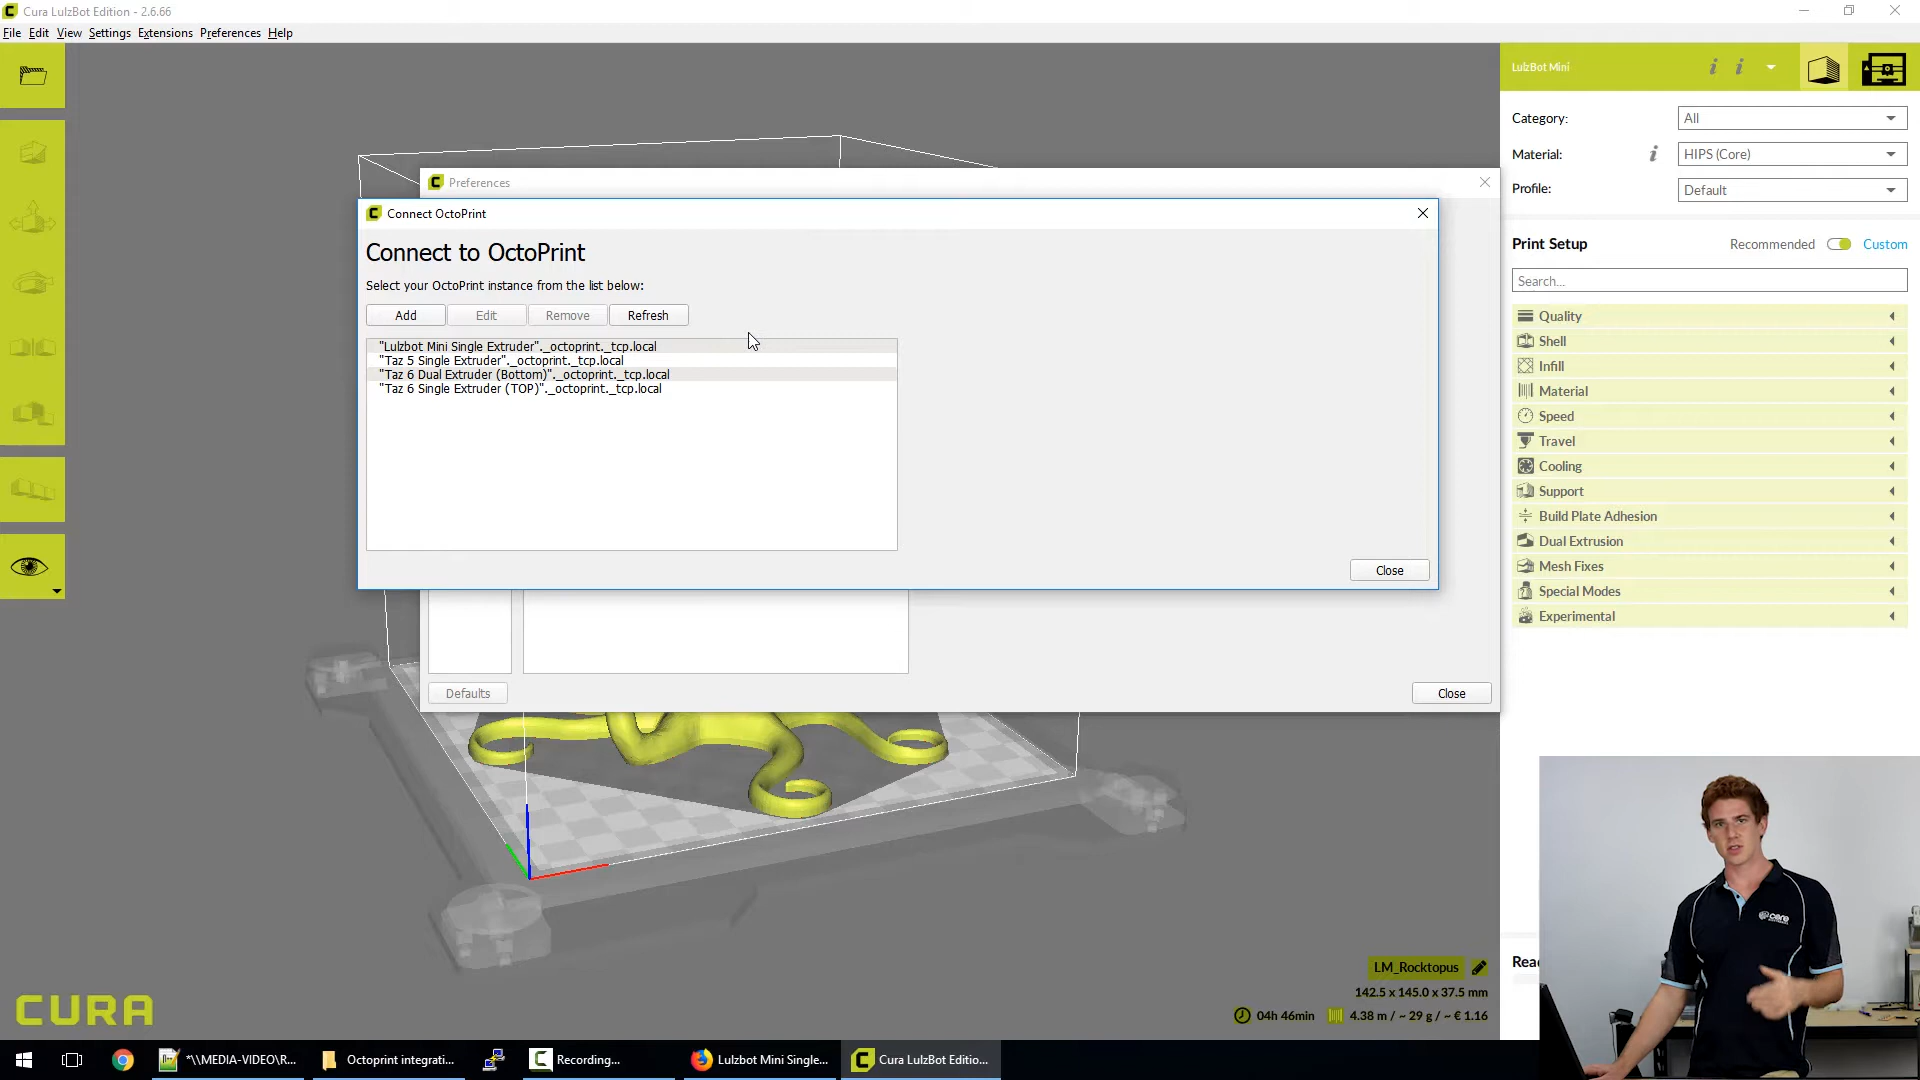 Cura LulzBot Edition - 2.6.66
File Edit View Settings Extensions Preferences Help
LulzBot Mini
Category: All
Material: HIPS (Core)
Profile: Default
Print Setup Recommended Custom
Search...
Quality
Shell
Infill
Material
Speed
Travel
Cooling
Support
Build Plate Adhesion
Dual Extrusion
Mesh Fixes
Special Modes
Experimental
Preferences
Connect OctoPrint
Connect to OctoPrint
Select your OctoPrint instance from the list below:
Add Edit Remove Refresh
"Lulzbot Mini Single Extruder"._octoprint._tcp.local
"Taz 5 Single Extruder"._octoprint._tcp.local
"Taz 6 Dual Extruder (Bottom)"._octoprint._tcp.local
"Taz 6 Single Extruder (TOP)"._octoprint._tcp.local
Close
Defaults Close
LM_Rocktopus
142.5 x 145.0 x 37.5 mm
04h 46min 4.38 m / ~ 29 g / ~ € 1.16
Rea
core
CURA
*\\MEDIA-VIDEO\R... Octoprint integrati... Recording... Lulzbot Mini Single... Cura LulzBot Editio...